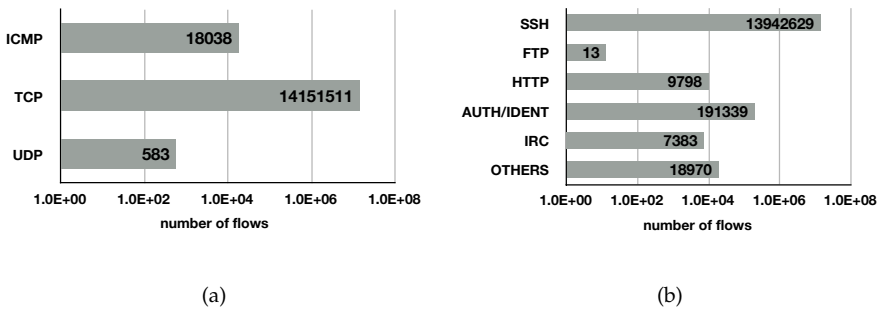 ICMP
18038
TCP
14151511
UDP
583
1.0E+00 1.0E+02 1.0E+04 1.0E+06 1.0E+08
number of flows
(a)
SSH
13942629
FTP
13
HTTP
9798
AUTH/IDENT
191339
IRC
7383
OTHERS
18970
1.0E+00 1.0E+02 1.0E+04 1.0E+06 1.0E+08
number of flows
(b)